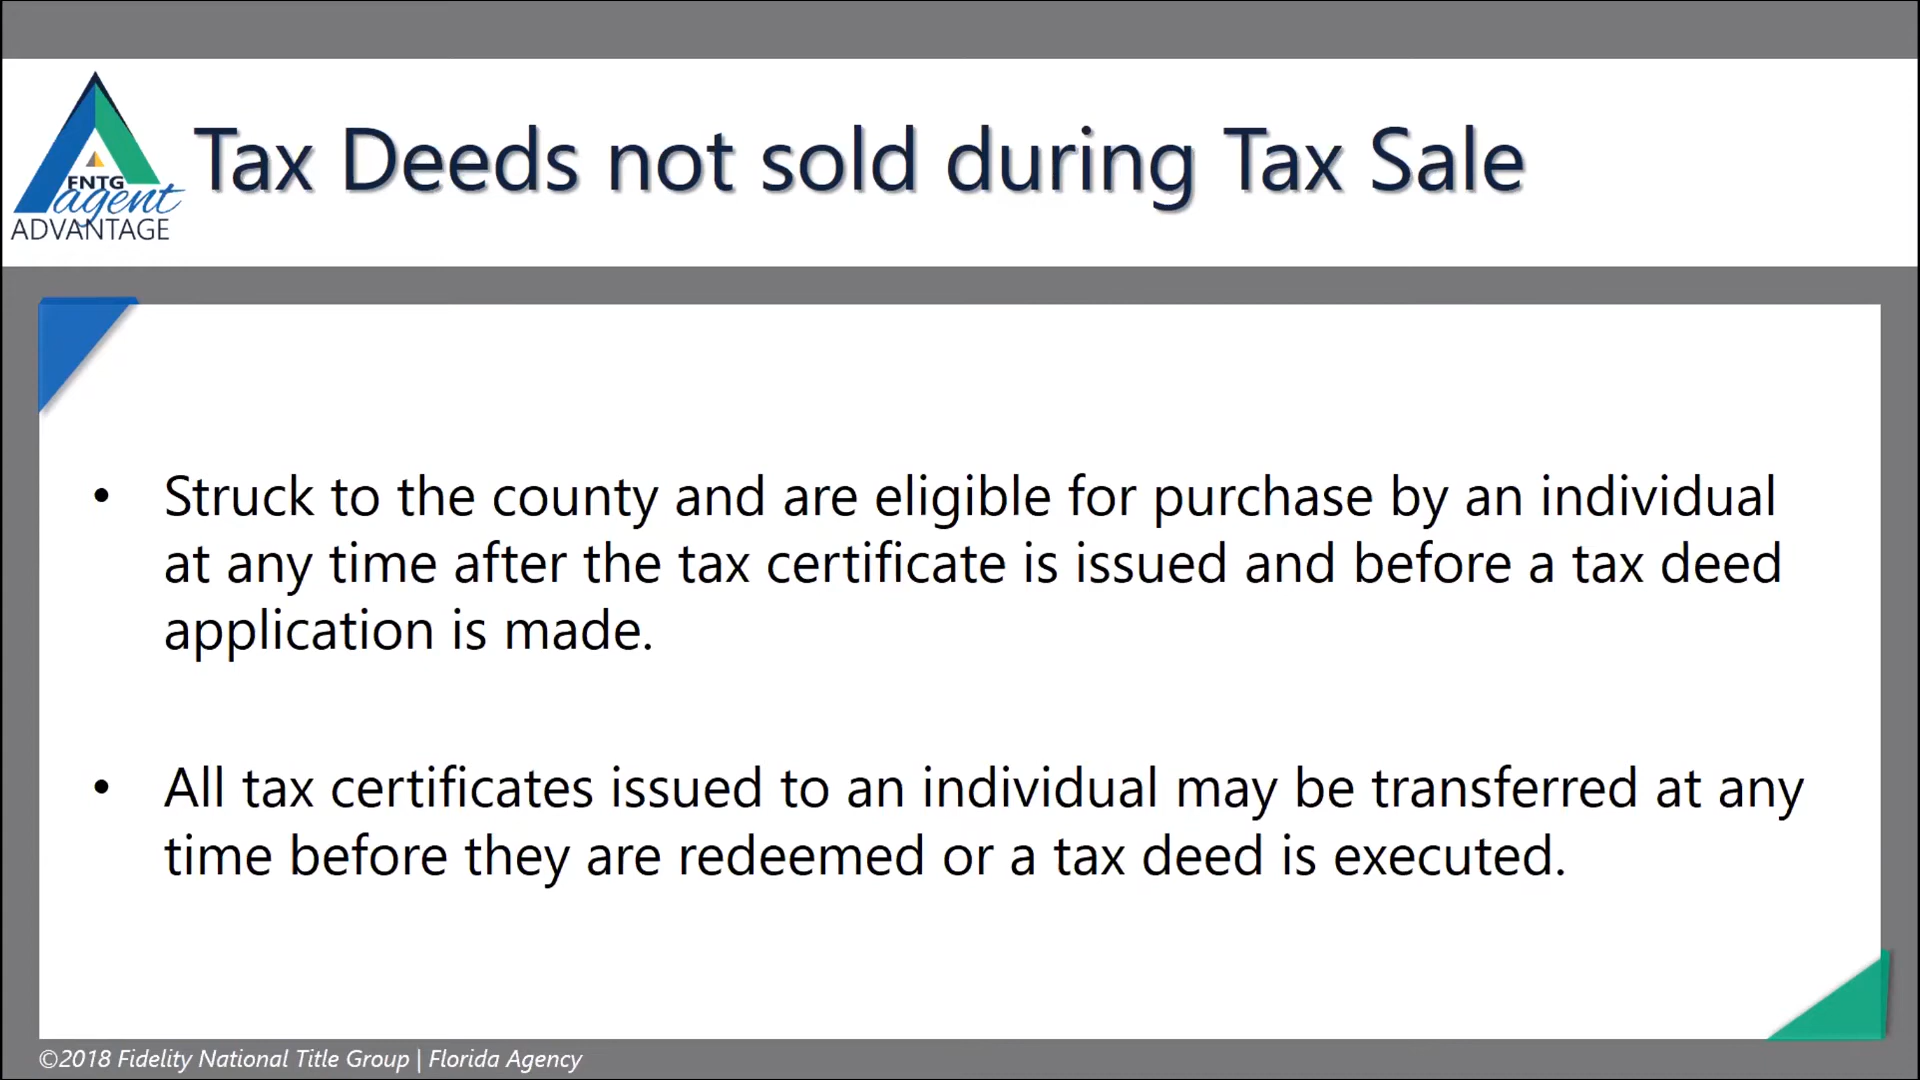 FNTG
agent
ADVANTAGE
Tax Deeds not sold during Tax Sale
• Struck to the county and are eligible for purchase by an individual
at any time after the tax certificate is issued and before a tax deed
application is made.
• All tax certificates issued to an individual may be transferred at any
time before they are redeemed or a tax deed is executed.
©2018 Fidelity National Title Group | Florida Agency